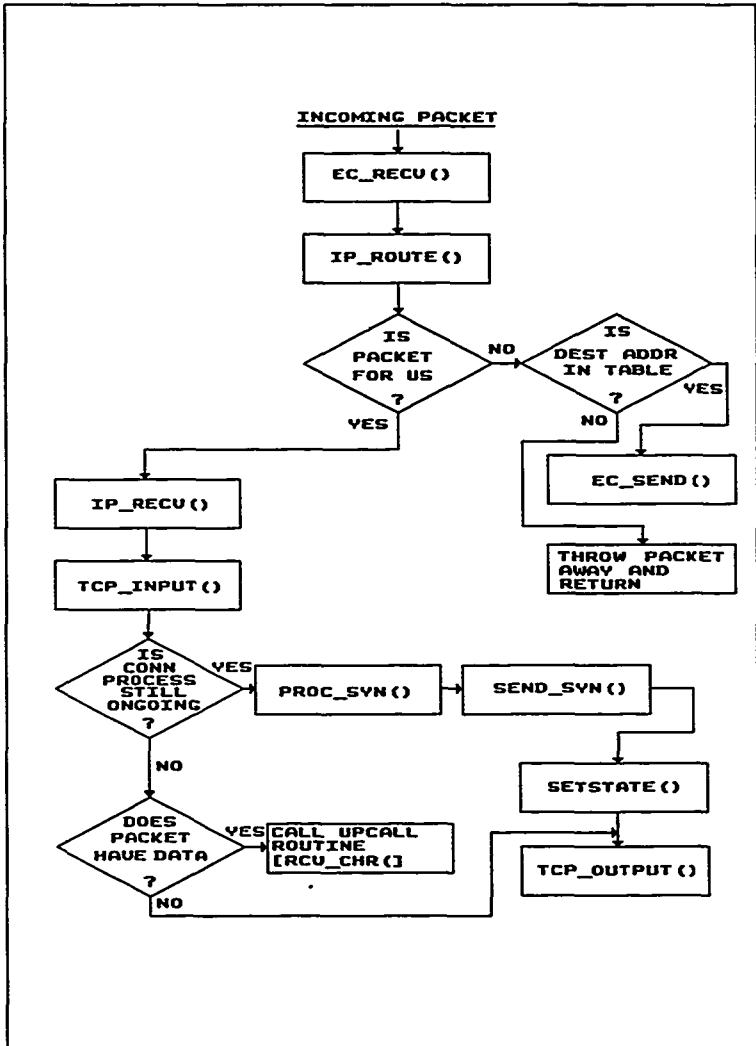 INCOMING PACKET
EC_RECV()
IP_ROUTE()
IS
PACKET
FOR US
?
NO
YES
IS
DEST ADDR
IN TABLE
?
YES
NO
EC_SEND()
THROW PACKET
AWAY AND
RETURN
IP_RECV()
TCP_INPUT()
IS
CONN
PROCESS
STILL
ONGOING
?
YES
PROC_SYN()
SEND_SYN()
SETSTATE()
TCP_OUTPUT()
NO
DOES
PACKET
HAVE DATA
?
YES
CALL UPCALL
ROUTINE
[RCV_CHR(]
NO